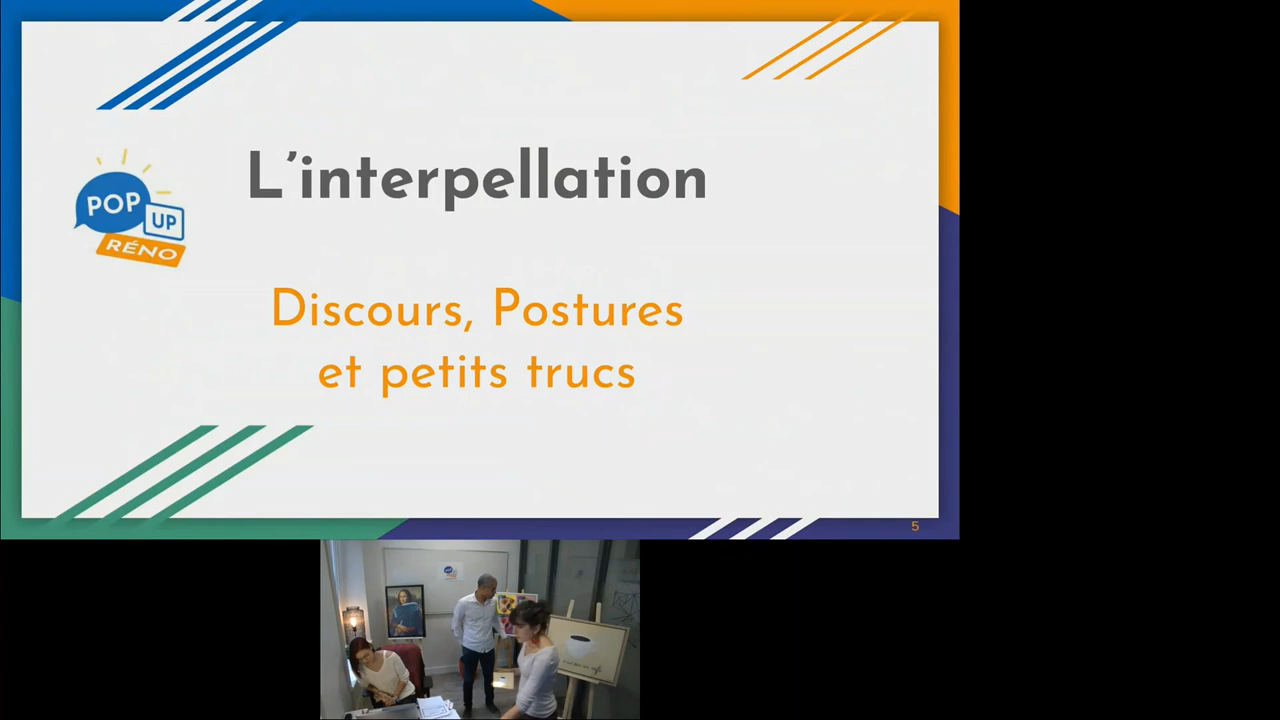 L'interpellation
POP
UP
RÉNO
Discours, Postures
et petits trucs
5